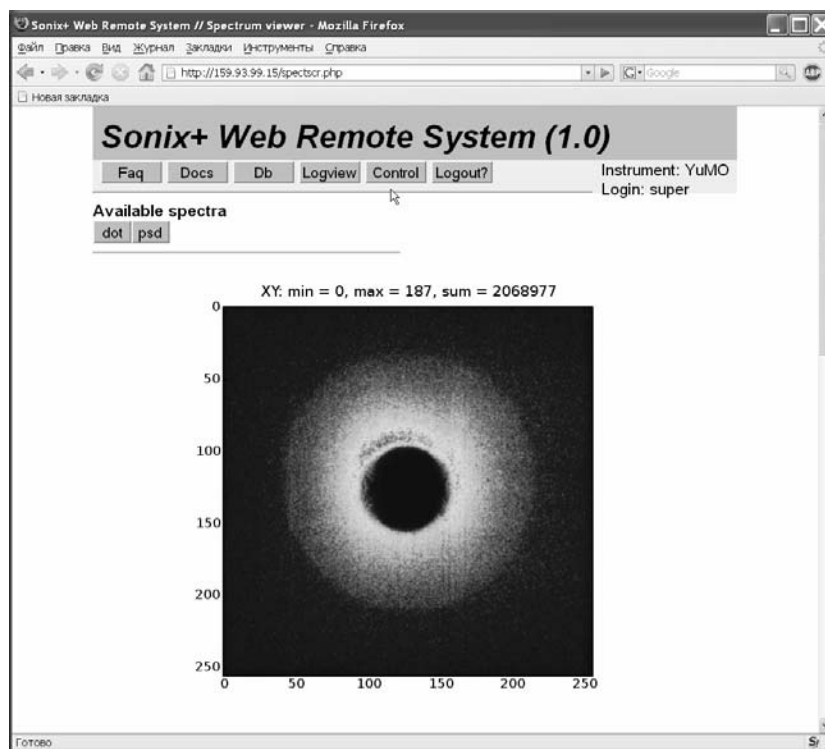 Sonix+ Web Remote System // Spectrum viewer - Mozilla Firefox
Файл Правка Вид Журнал Закладки Инструменты Справка
http://159.93.99.15/spectscr.php
Google
ABP
Новая закладка
Sonix+ Web Remote System (1.0)
Faq Docs Db Logview Control Logout?
Instrument: YuMO
Login: super
Available spectra
dot psd
XY: min = 0, max = 187, sum = 2068977
0
50
100
150
200
250
0 50 100 150 200 250
Готово